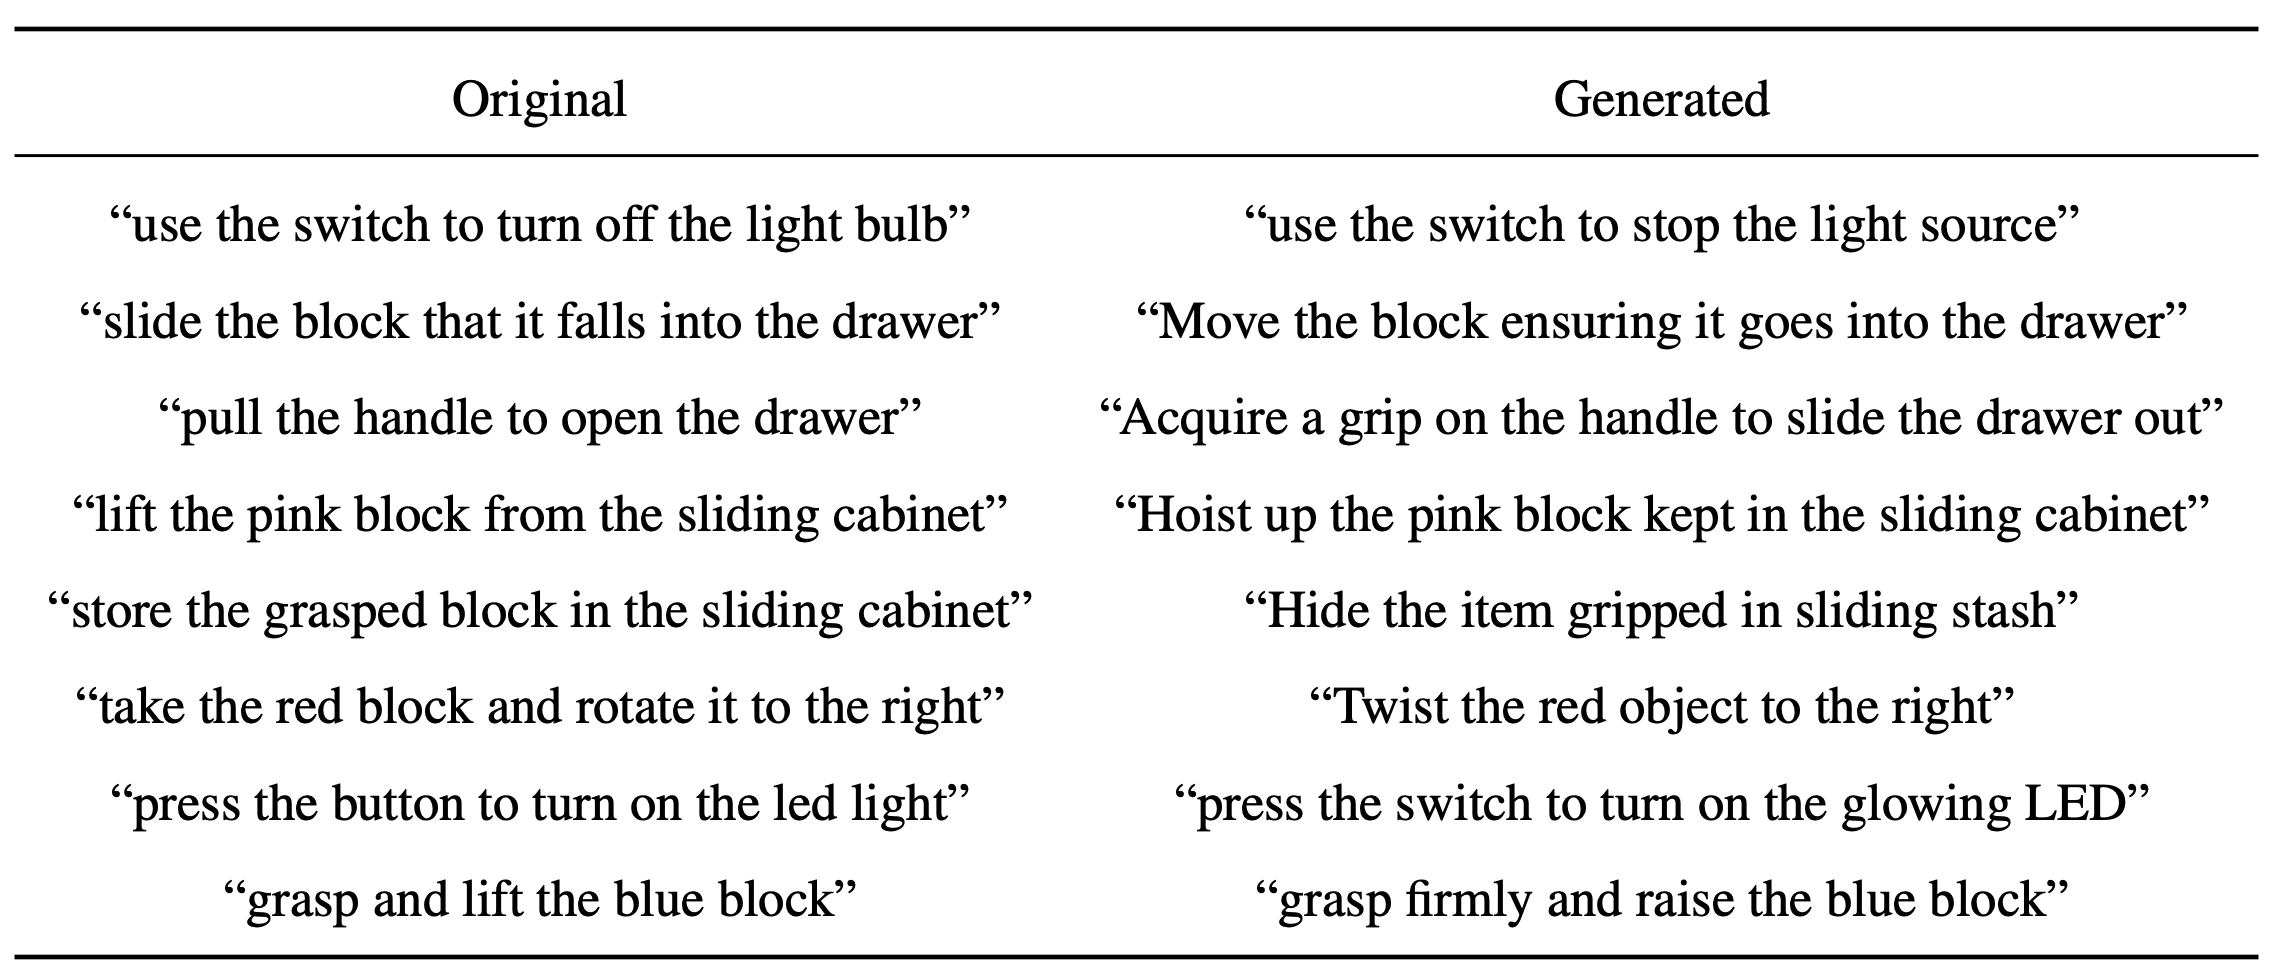 Original Generated
“use the switch to turn off the light bulb” “use the switch to stop the light source”
“slide the block that it falls into the drawer” “Move the block ensuring it goes into the drawer”
“pull the handle to open the drawer” “Acquire a grip on the handle to slide the drawer out”
“lift the pink block from the sliding cabinet” “Hoist up the pink block kept in the sliding cabinet”
“store the grasped block in the sliding cabinet” “Hide the item gripped in sliding stash”
“take the red block and rotate it to the right” “Twist the red object to the right”
“press the button to turn on the led light” “press the switch to turn on the glowing LED”
“grasp and lift the blue block” “grasp firmly and raise the blue block”